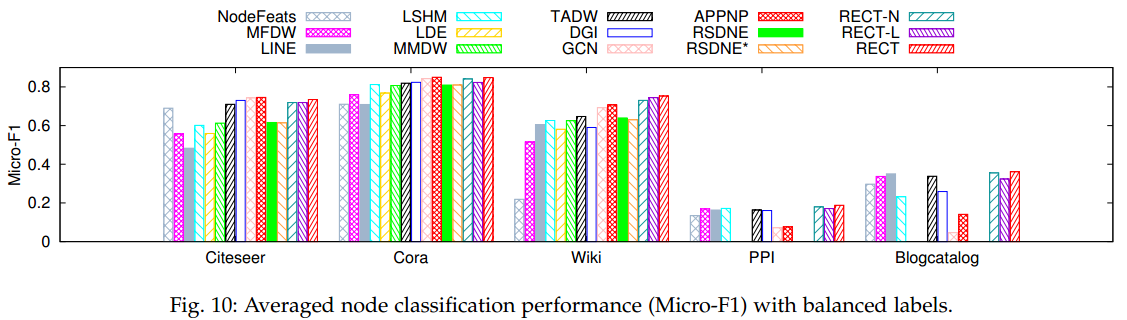 NodeFeats LSHM TADW APPNP RECT-N
MFDW LDE DGI RSDNE RECT-L
LINE MMDW GCN RSDNE* RECT
0.8
0.6
0.4
0.2
0
Micro-F1
Citeseer Cora Wiki PPI Blogcatalog
Fig. 10: Averaged node classification performance (Micro-F1) with balanced labels.